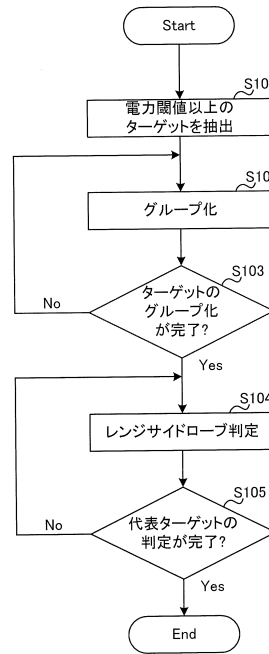 Start
S10
電力閾値以上の
ターゲットを抽出
S10
グループ化
S103
ターゲットの
グループ化
が完了?
No
Yes
S104
レンジサイドローブ判定
S105
代表ターゲットの
判定が完了?
No
Yes
End